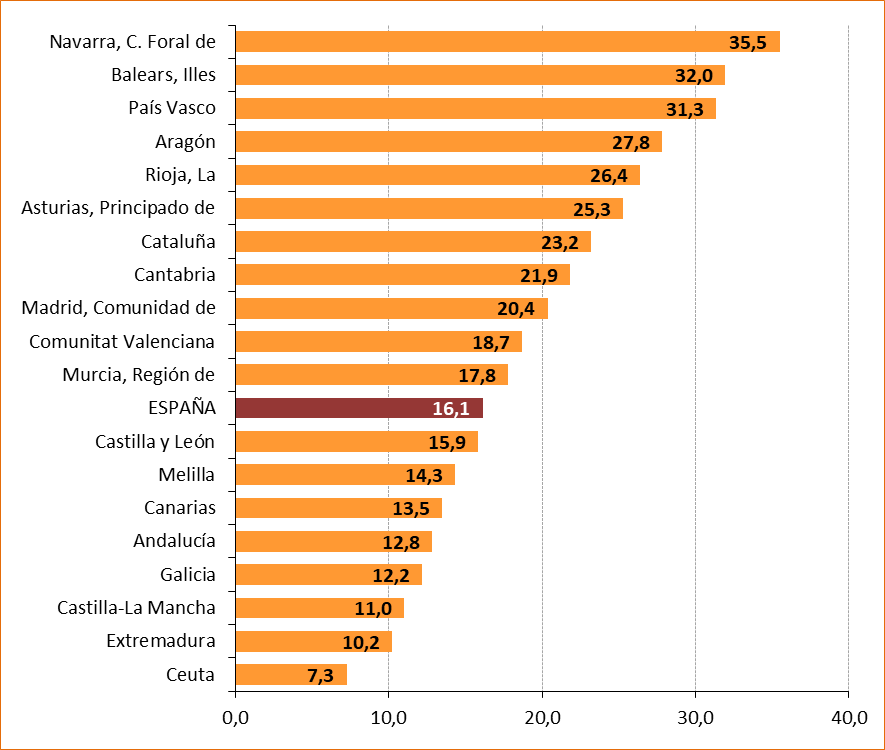 Navarra, C. Foral de 35,5
Balears, Illes 32,0
País Vasco 31,3
Aragón 27,8
Rioja, La 26,4
Asturias, Principado de 25,3
Cataluña 23,2
Cantabria 21,9
Madrid, Comunidad de 20,4
Comunitat Valenciana 18,7
Murcia, Región de 17,8
ESPAÑA 16,1
Castilla y León 15,9
Melilla 14,3
Canarias 13,5
Andalucía 12,8
Galicia 12,2
Castilla-La Mancha 11,0
Extremadura 10,2
Ceuta 7,3
0,0 10,0 20,0 30,0 40,0